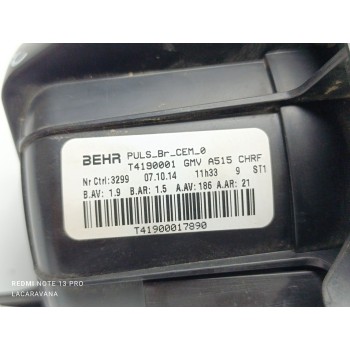 BEHR PULS_Br_CEM_0
T4190001 GMV A515 CHRF
Nr Ctrl:3299 07.10.14 11h33 9 ST1
B.AV: 1.9 B.AR: 1.5 A.AV:186 A.AR: 21
T41900017890
REDMI NOTE 13 PRO
LACARAVANA